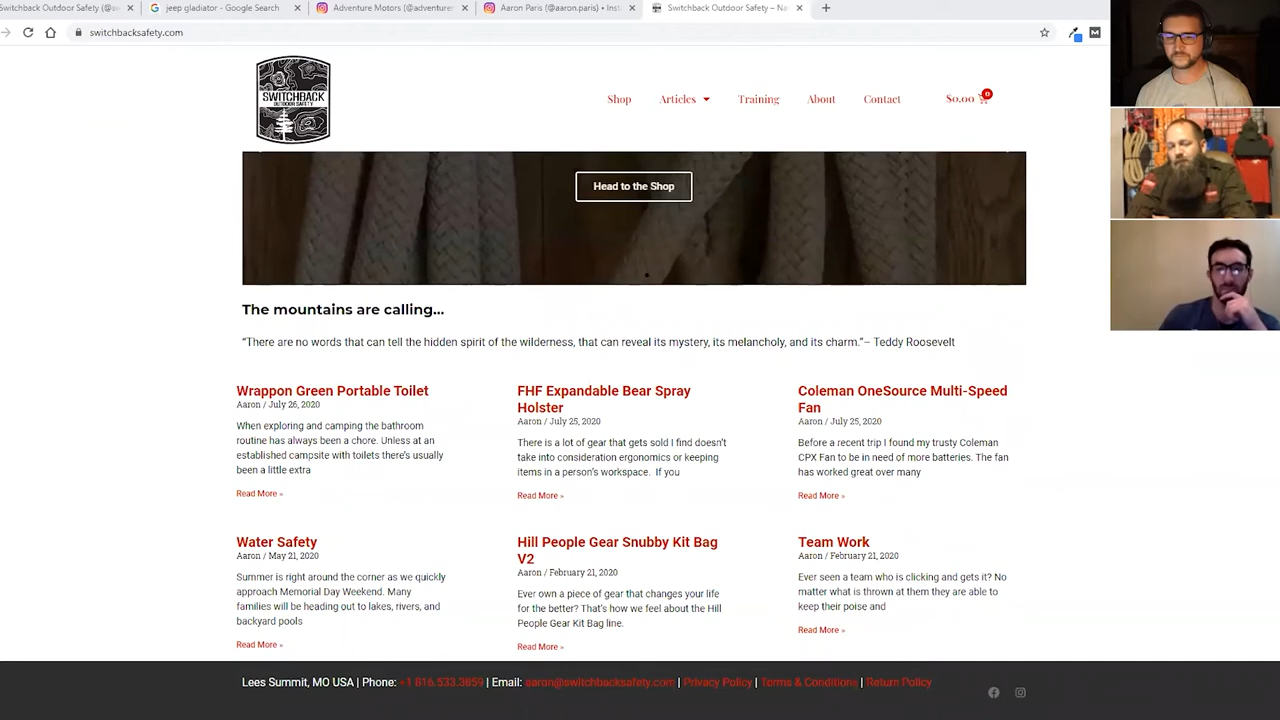 Switchback Outdoor Safety (@sw
jeep gladiator - Google Search
Adventure Motors (@adventure
Aaron Paris (@aaron.paris) • Inst
Switchback Outdoor Safety – Na
switchbacksafety.com
SWITCHBACK
OUTDOOR SAFETY
Shop
Articles
Training
About
Contact
$0.00
0
Head to the Shop
The mountains are calling...
“There are no words that can tell the hidden spirit of the wilderness, that can reveal its mystery, its melancholy, and its charm.”– Teddy Roosevelt
Wrappon Green Portable Toilet
Aaron / July 26, 2020
When exploring and camping the bathroom
routine has always been a chore. Unless at an
established campsite with toilets there’s usually
been a little extra
Read More »
FHF Expandable Bear Spray
Holster
Aaron / July 25, 2020
There is a lot of gear that gets sold I find doesn’t
take into consideration ergonomics or keeping
items in a person’s workspace. If you
Read More »
Coleman OneSource Multi-Speed
Fan
Aaron / July 25, 2020
Before a recent trip I found my trusty Coleman
CPX Fan to be in need of more batteries. The fan
has worked great over many
Read More »
Water Safety
Aaron / May 21, 2020
Summer is right around the corner as we quickly
approach Memorial Day Weekend. Many
families will be heading out to lakes, rivers, and
backyard pools
Read More »
Hill People Gear Snubby Kit Bag
V2
Aaron / February 21, 2020
Ever own a piece of gear that changes your life
for the better? That’s how we feel about the Hill
People Gear Kit Bag line.
Read More »
Team Work
Aaron / February 21, 2020
Ever seen a team who is clicking and gets it? No
matter what is thrown at them they are able to
keep their poise and
Read More »
Lees Summit, MO USA | Phone: +1 816.533.3859 | Email: aaron@switchbacksafety.com | Privacy Policy | Terms & Conditions | Return Policy